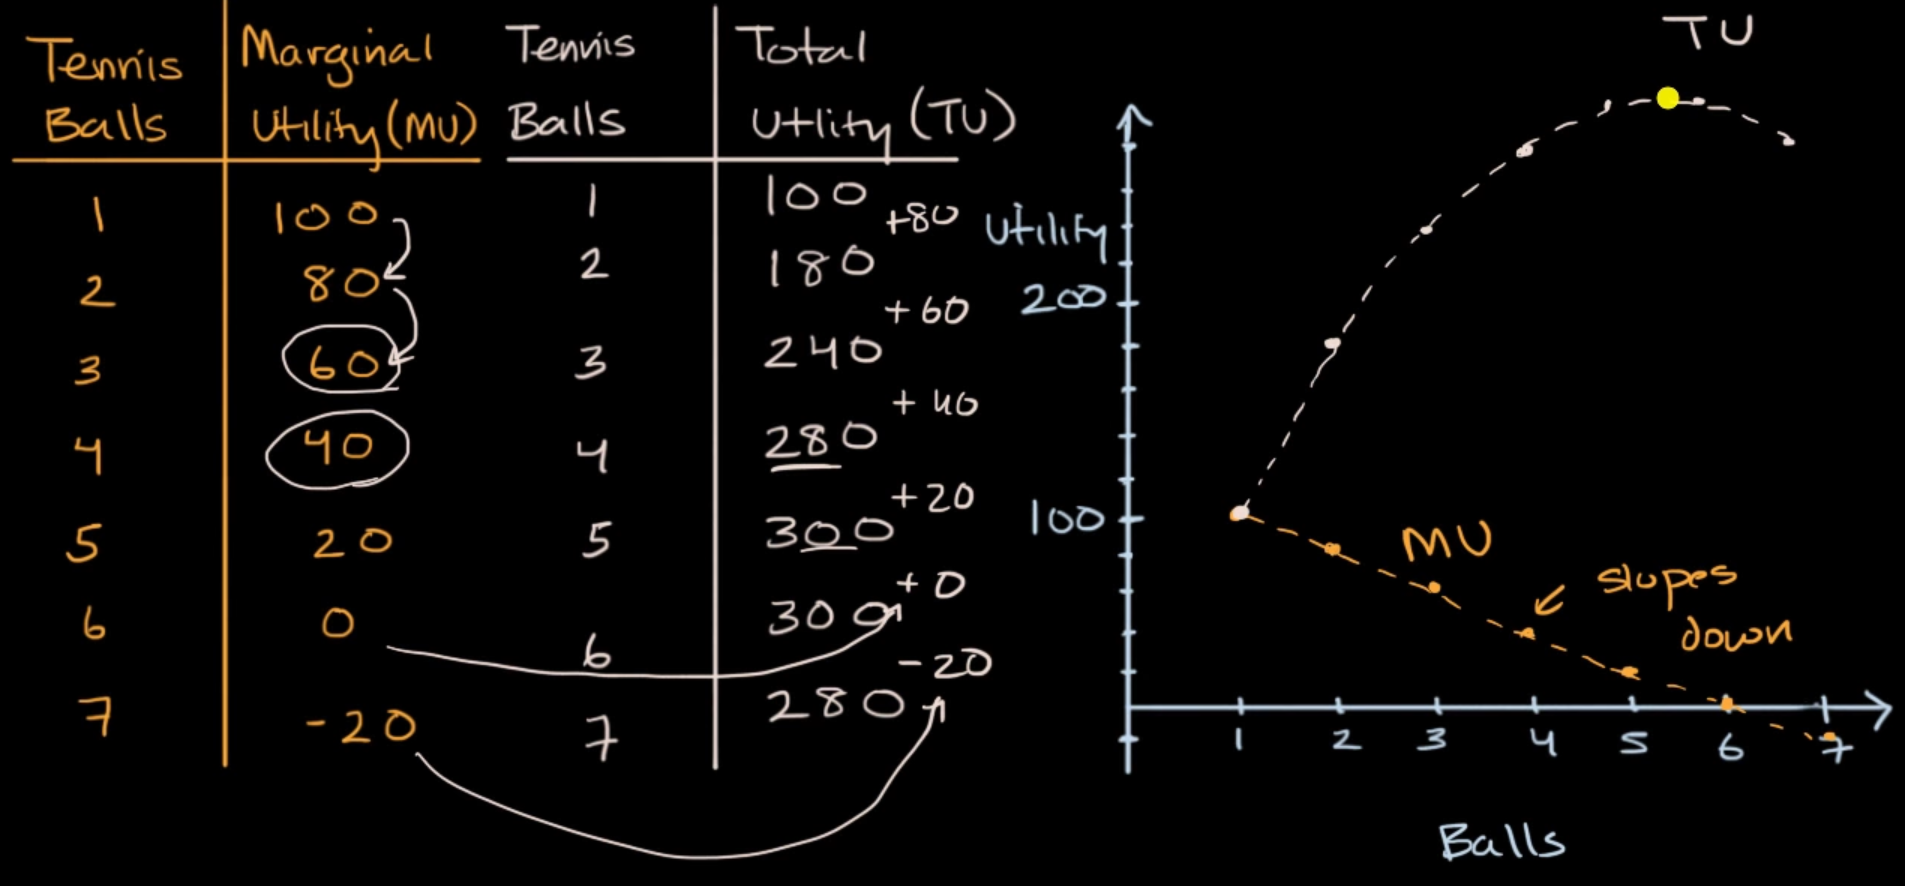 Tennis Balls
Marginal Utility (MU)
1 100
2 80
3 60
4 40
5 20
6 0
7 -20
Tennis Balls
Total Utlity (TU)
1 100
+80
2 180
+60
3 240
+40
4 280
+20
5 300
+0
6 300
-20
7 280
TU
Utility
200
100
MU
slopes
down
1 2 3 4 5 6 7
Balls